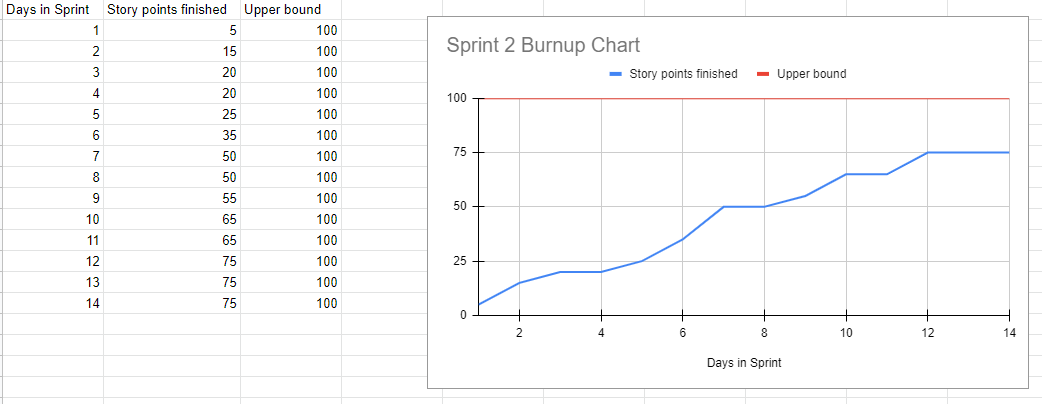 Days in Sprint Story points finished Upper bound
1 5 100
2 15 100
3 20 100
4 20 100
5 25 100
6 35 100
7 50 100
8 50 100
9 55 100
10 65 100
11 65 100
12 75 100
13 75 100
14 75 100
Sprint 2 Burnup Chart
Story points finished Upper bound
100
75
50
25
0
2 4 6 8 10 12 14
Days in Sprint